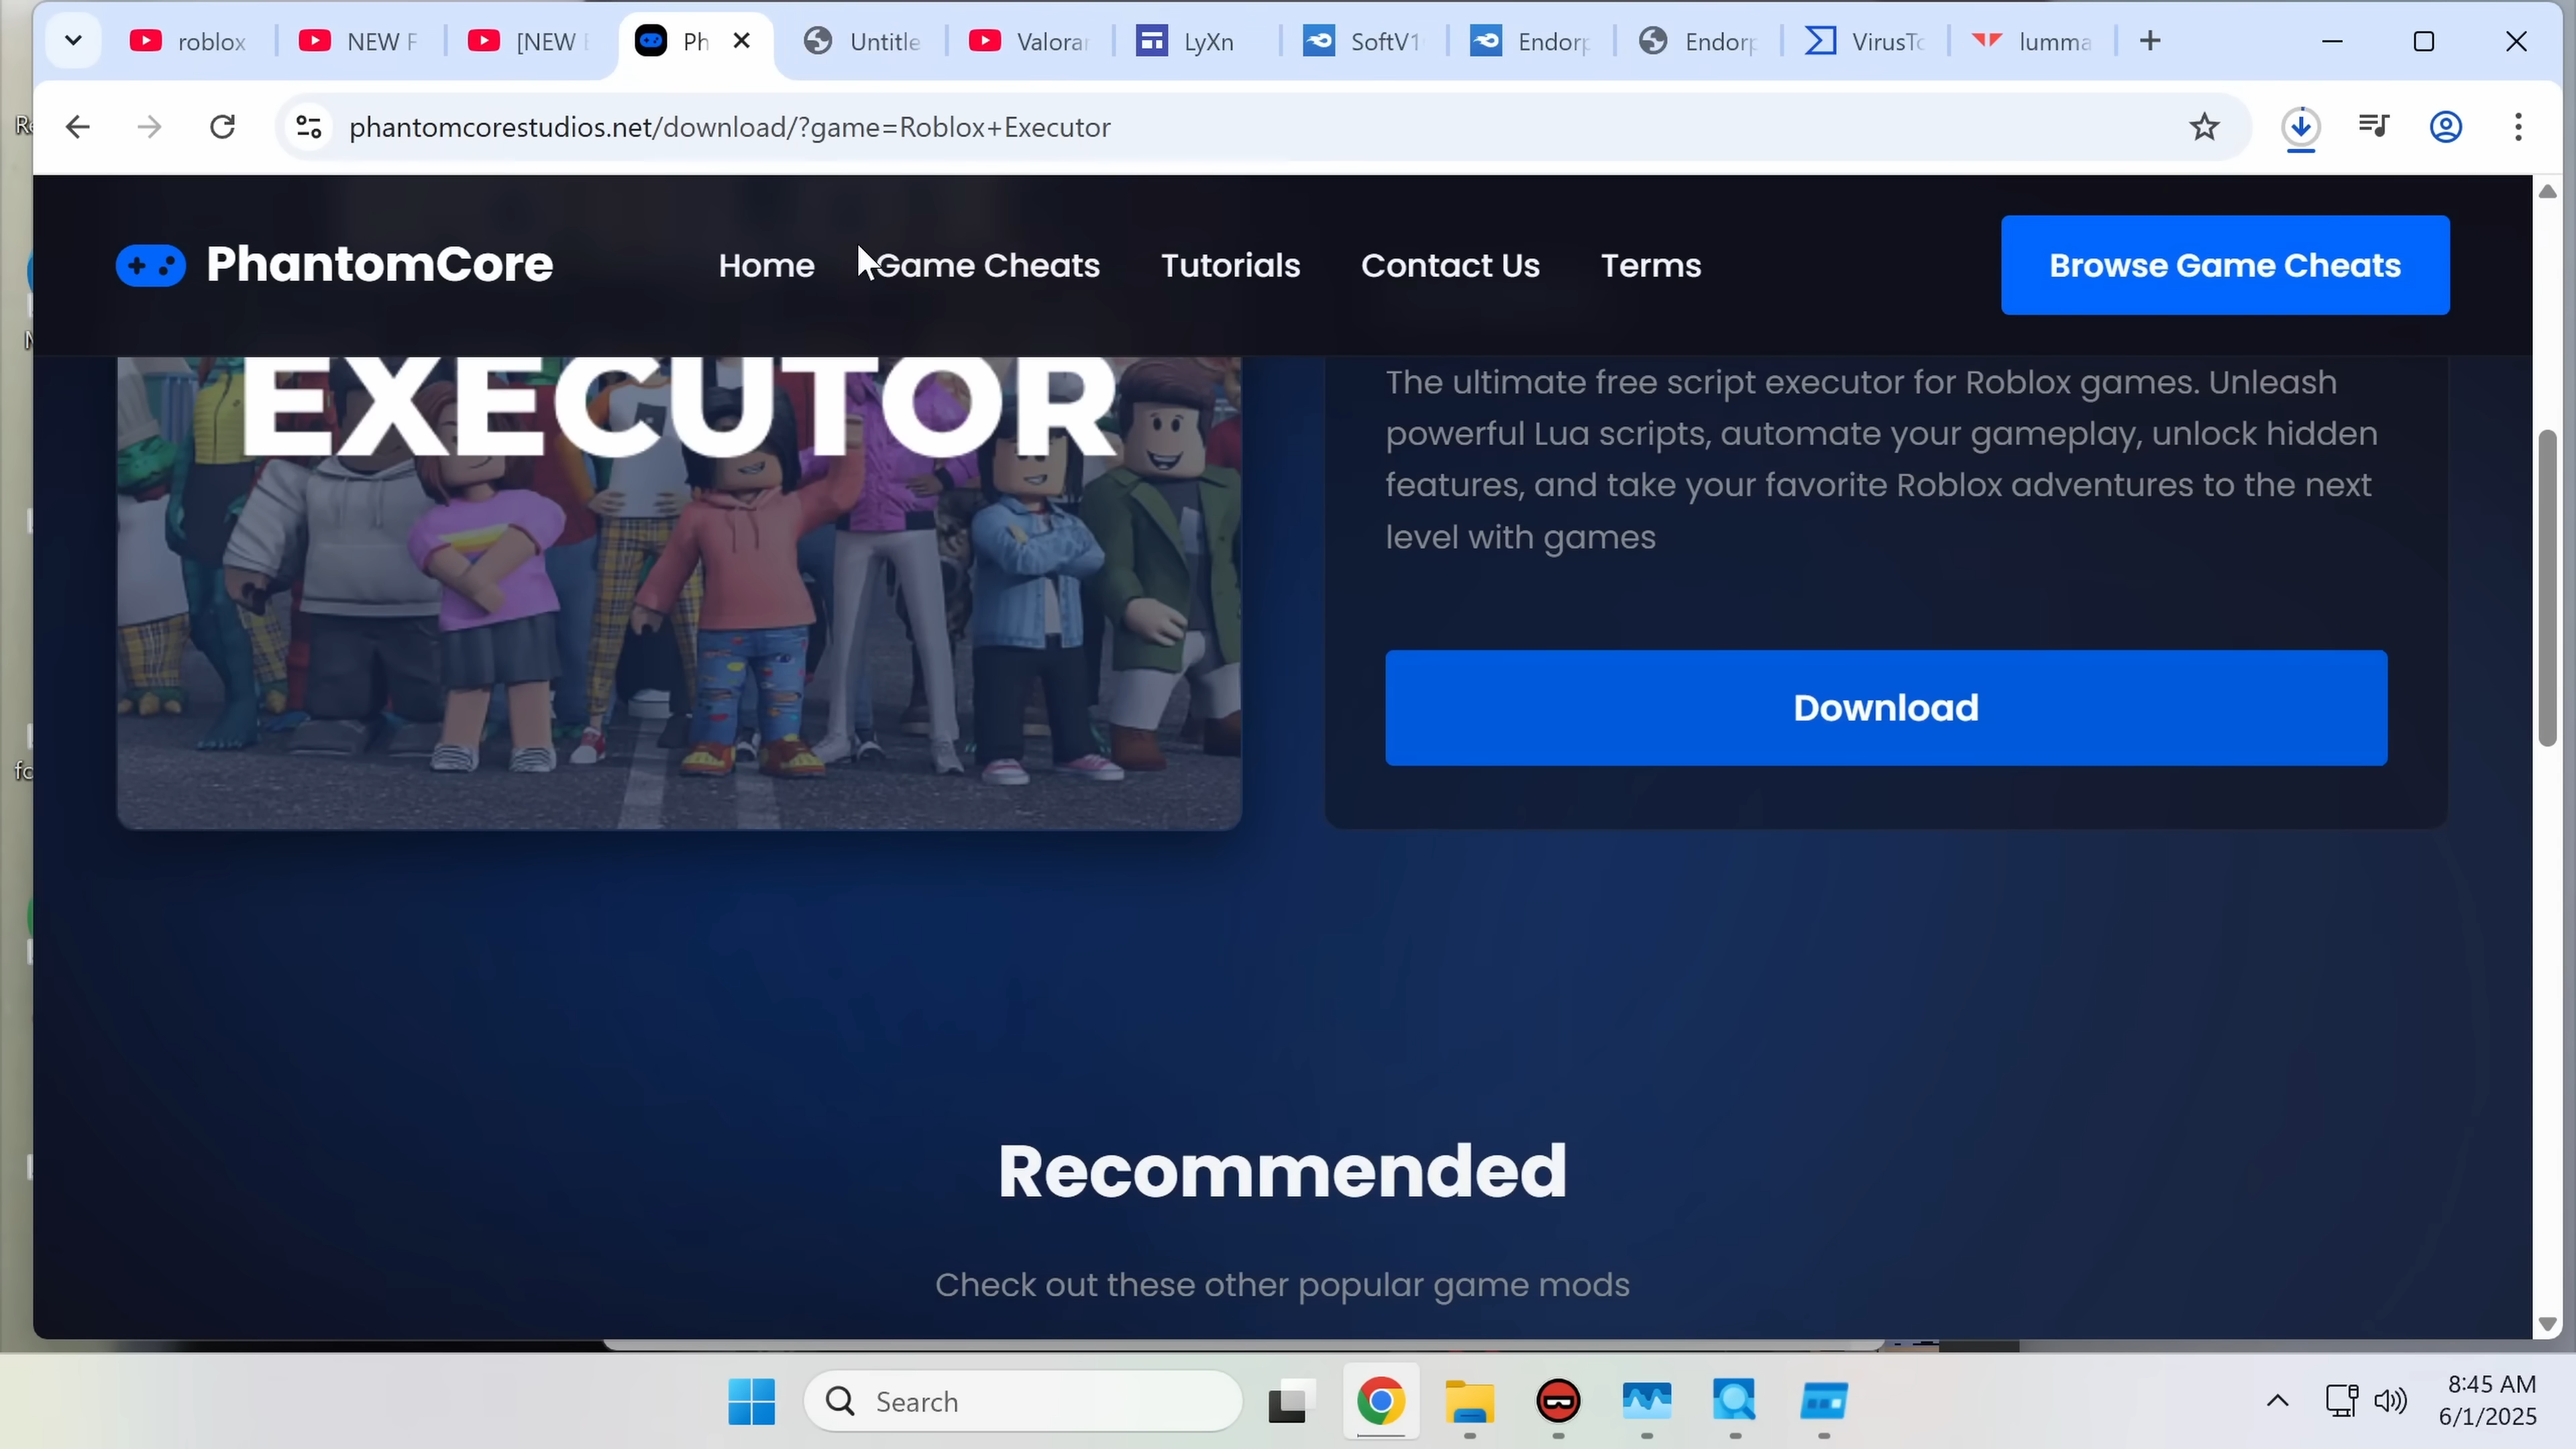 roblox
NEW F
[NEW
Ph
Untitle
Valoran
LyXn
SoftV1
Endorp
Endorp
VirusTo
lumma
phantomcorestudios.net/download/?game=Roblox+Executor
PhantomCore
Home
Game Cheats
Tutorials
Contact Us
Terms
Browse Game Cheats
EXECUTOR
The ultimate free script executor for Roblox games. Unleash
powerful Lua scripts, automate your gameplay, unlock hidden
features, and take your favorite Roblox adventures to the next
level with games
Download
Recommended
Check out these other popular game mods
Search
8:45 AM
6/1/2025